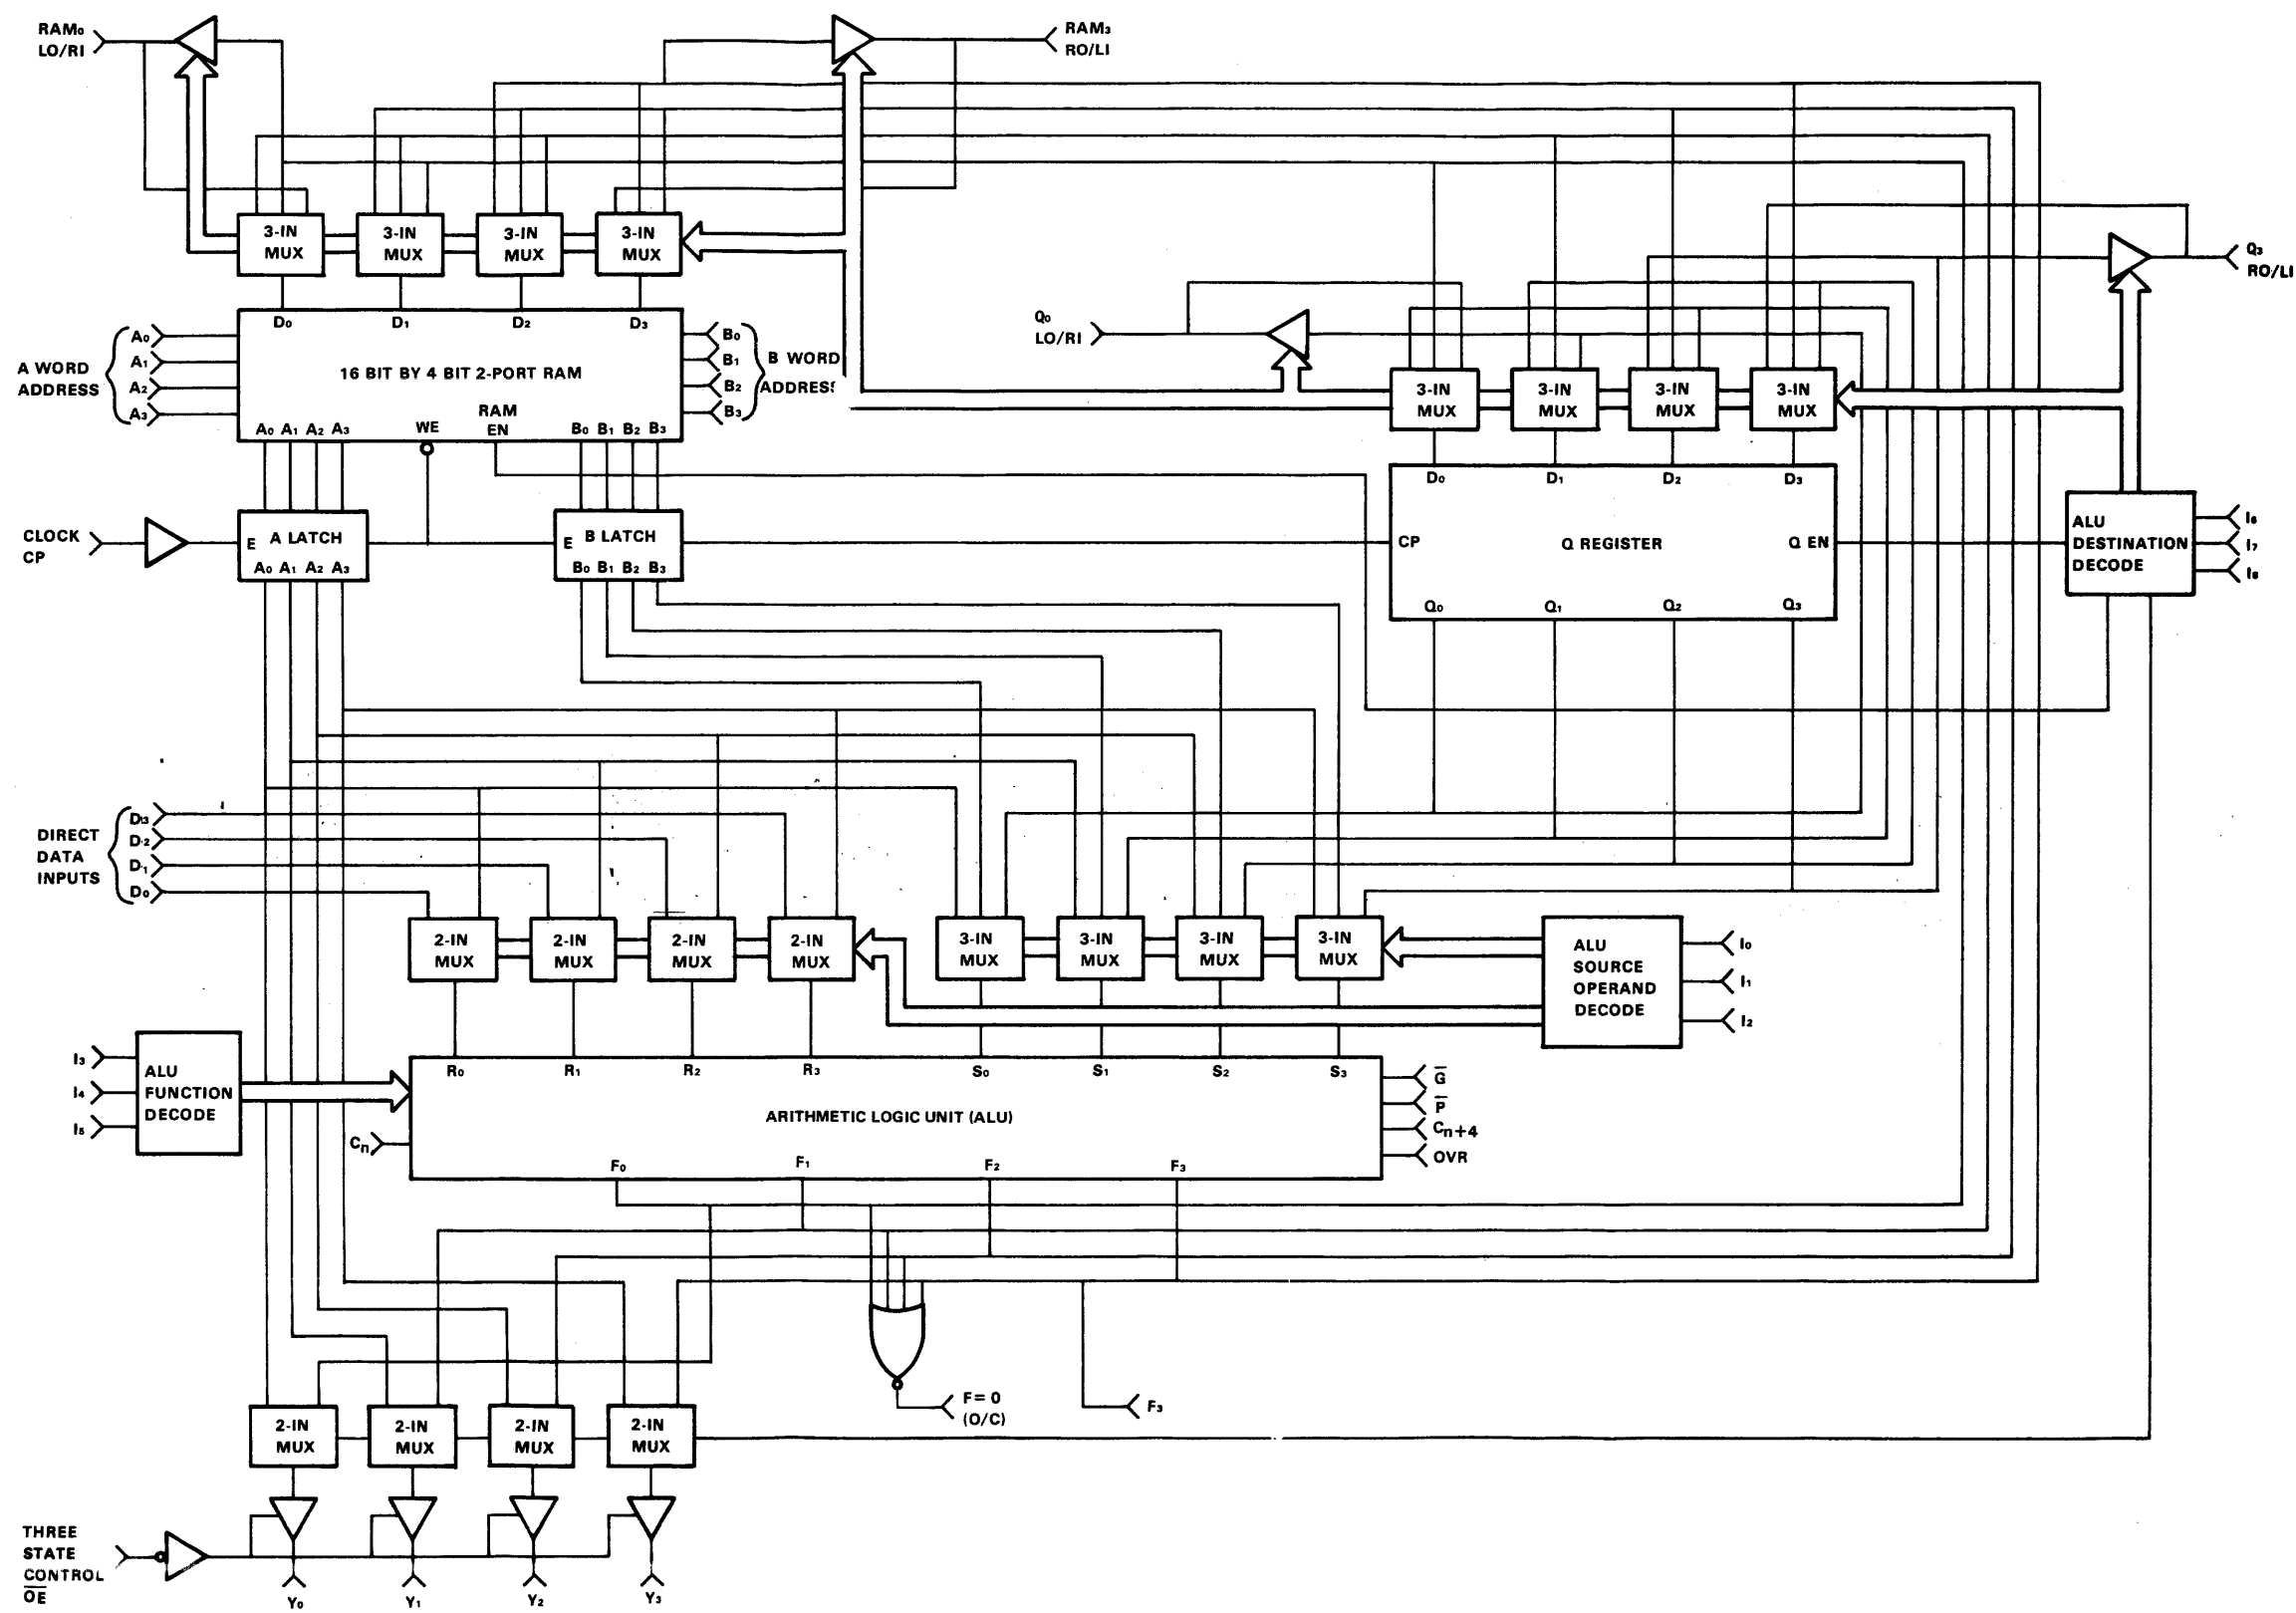 RAM₀
LO/RI
RAM₃
RO/LI
3-IN
MUX
3-IN
MUX
3-IN
MUX
3-IN
MUX
Q₃
RO/LI
Q₀
LO/RI
D₀ D₁ D₂ D₃
A WORD
ADDRESS
A₀
A₁
A₂
A₃
16 BIT BY 4 BIT 2-PORT RAM
B₀
B₁
B₂
B₃
B WORD
ADDRESS
A₀ A₁ A₂ A₃
WE
RAM
EN
B₀ B₁ B₂ B₃
3-IN
MUX
3-IN
MUX
3-IN
MUX
3-IN
MUX
CLOCK
CP
E A LATCH
A₀ A₁ A₂ A₃
E B LATCH
B₀ B₁ B₂ B₃
D₀ D₁ D₂ D₃
CP Q REGISTER Q EN
Q₀ Q₁ Q₂ Q₃
ALU
DESTINATION
DECODE
I₆
I₇
I₈
DIRECT
DATA
INPUTS
D₃
D₂
D₁
D₀
2-IN
MUX
2-IN
MUX
2-IN
MUX
2-IN
MUX
3-IN
MUX
3-IN
MUX
3-IN
MUX
3-IN
MUX
ALU
SOURCE
OPERAND
DECODE
I₀
I₁
I₂
I₃
I₄
I₅
ALU
FUNCTION
DECODE
Cn
R₀ R₁ R₂ R₃ S₀ S₁ S₂ S₃
ARITHMETIC LOGIC UNIT (ALU)
F₀ F₁ F₂ F₃
G̅
P̅
Cn+4
OVR
F = 0
(O/C)
F₃
2-IN
MUX
2-IN
MUX
2-IN
MUX
2-IN
MUX
THREE
STATE
CONTROL
O̅E̅
Y₀ Y₁ Y₂ Y₃